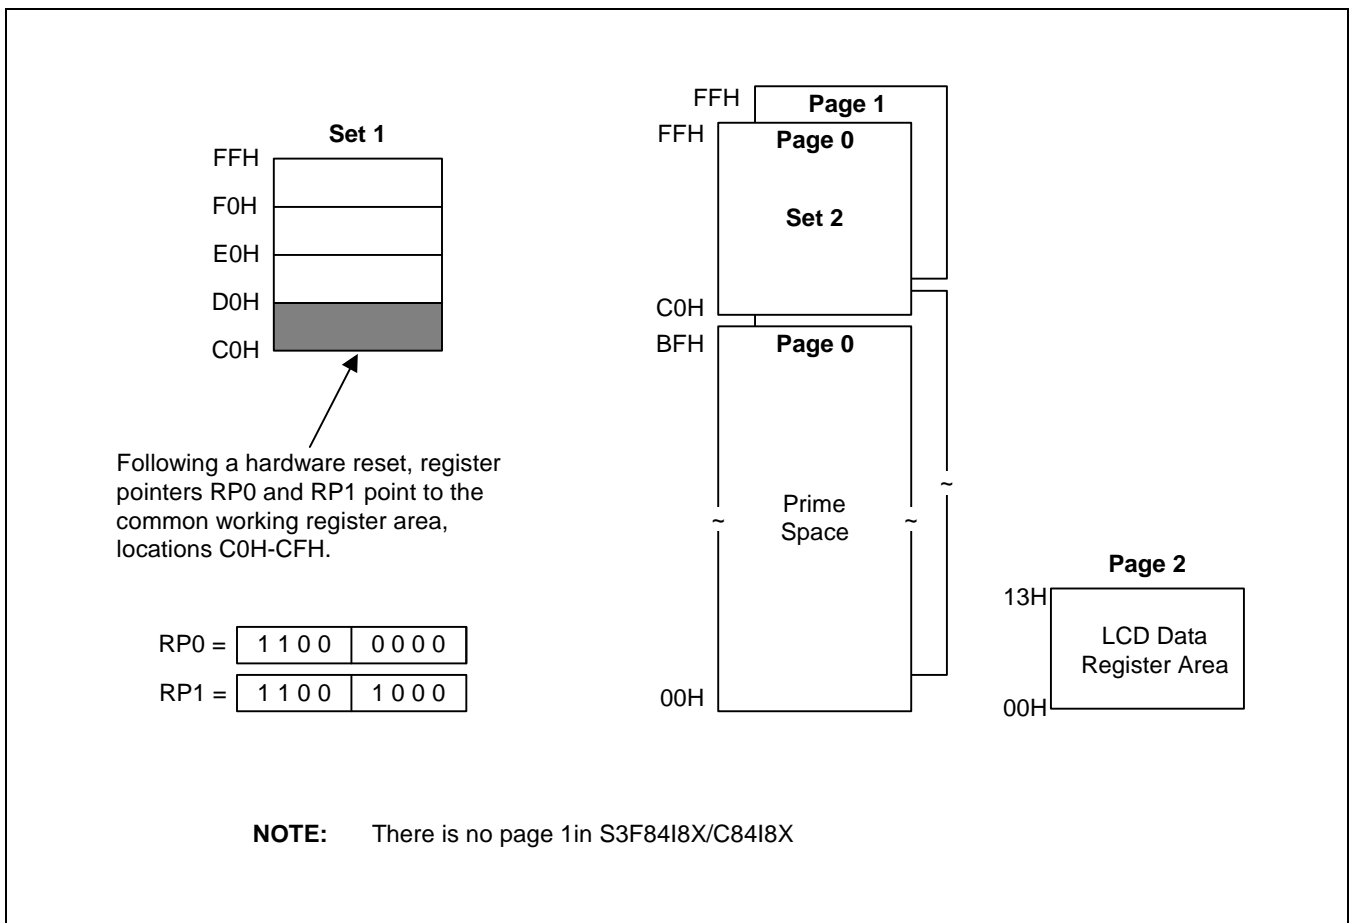 Set 1
FFH
F0H
E0H
D0H
C0H
Following a hardware reset, register
pointers RP0 and RP1 point to the
common working register area,
locations C0H-CFH.
RP0 = 1 1 0 0 0 0 0 0
RP1 = 1 1 0 0 1 0 0 0
FFH Page 1
FFH Page 0
Set 2
C0H
BFH Page 0
~
~
~
Prime
Space
00H
Page 2
13H
LCD Data
Register Area
00H
NOTE: There is no page 1in S3F84I8X/C84I8X